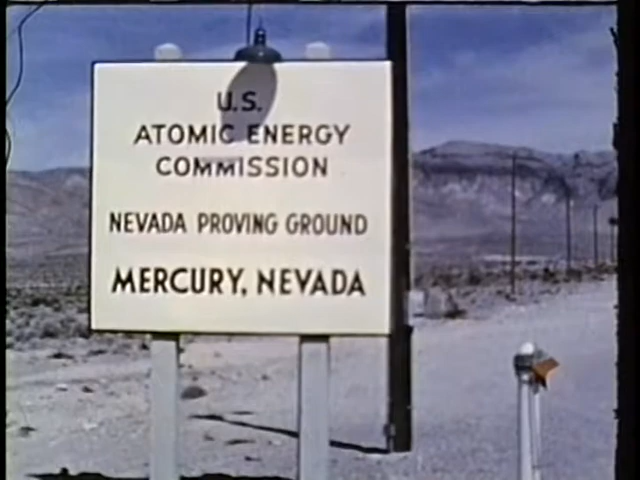 U.S.
ATOMIC ENERGY
COMMISSION
NEVADA PROVING GROUND
MERCURY, NEVADA